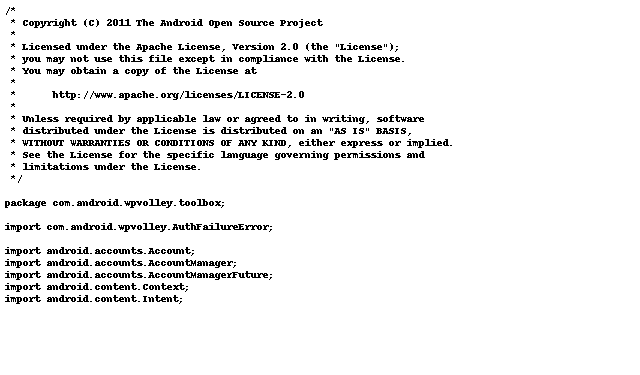 /*
 * Copyright (C) 2011 The Android Open Source Project
 *
 * Licensed under the Apache License, Version 2.0 (the "License");
 * you may not use this file except in compliance with the License.
 * You may obtain a copy of the License at
 *
 *      http://www.apache.org/licenses/LICENSE-2.0
 *
 * Unless required by applicable law or agreed to in writing, software
 * distributed under the License is distributed on an "AS IS" BASIS,
 * WITHOUT WARRANTIES OR CONDITIONS OF ANY KIND, either express or implied.
 * See the License for the specific language governing permissions and
 * limitations under the License.
 */

package com.android.wpvolley.toolbox;

import com.android.wpvolley.AuthFailureError;

import android.accounts.Account;
import android.accounts.AccountManager;
import android.accounts.AccountManagerFuture;
import android.content.Context;
import android.content.Intent;